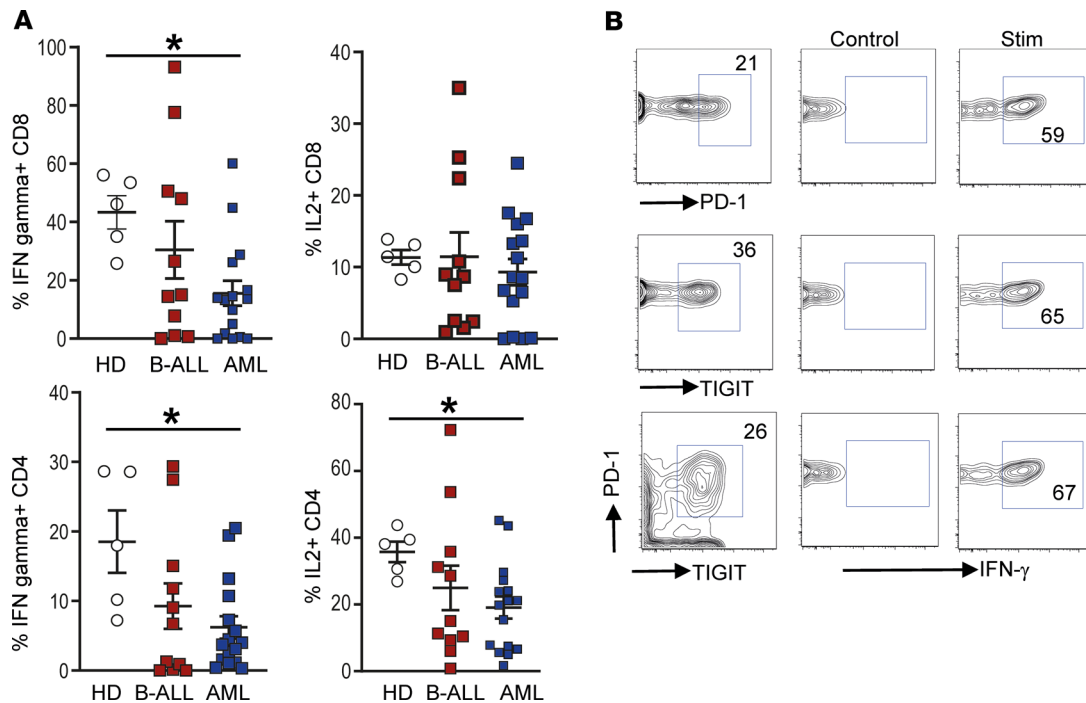 A
*
100
80
60
40
20
0
% IFN gamma+ CD8
HD B-ALL AML
40
30
20
10
0
% IL2+ CD8
HD B-ALL AML
*
40
30
20
10
0
% IFN gamma+ CD4
HD B-ALL AML
*
80
60
40
20
0
% IL2+ CD4
HD B-ALL AML
B
Control Stim
21
59
PD-1
36
65
TIGIT
26
67
PD-1
TIGIT
IFN-γ